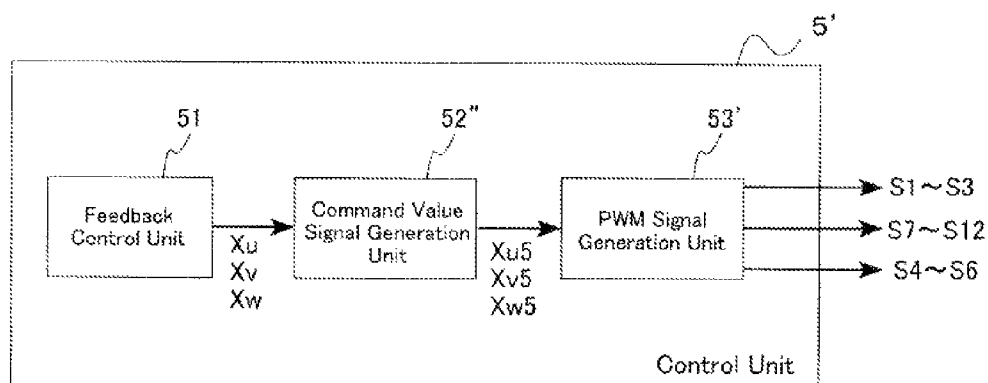 5'
51
52"
53'
Feedback
Control Unit
Command Value
Signal Generation
Unit
PWM Signal
Generation Unit
Xu
Xv
Xw
Xu5
Xv5
Xw5
S1～S3
S7～S12
S4～S6
Control Unit